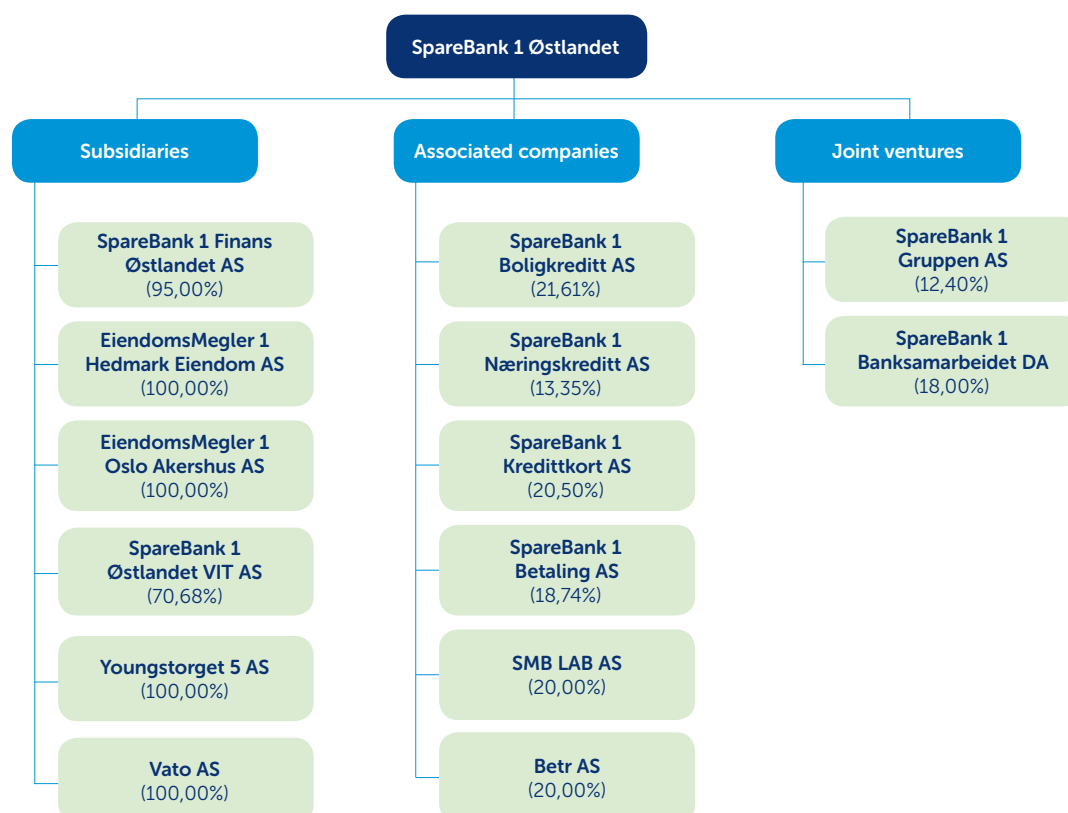 SpareBank 1 Østlandet
Subsidiaries
SpareBank 1 Finans
Østlandet AS
(95,00%)
EiendomsMegler 1
Hedmark Eiendom AS
(100,00%)
EiendomsMegler 1
Oslo Akershus AS
(100,00%)
SpareBank 1
Østlandet VIT AS
(70,68%)
Youngstorget 5 AS
(100,00%)
Vato AS
(100,00%)
Associated companies
SpareBank 1
Boligkreditt AS
(21,61%)
SpareBank 1
Næringskreditt AS
(13,35%)
SpareBank 1
Kredittkort AS
(20,50%)
SpareBank 1
Betaling AS
(18,74%)
SMB LAB AS
(20,00%)
Betr AS
(20,00%)
Joint ventures
SpareBank 1
Gruppen AS
(12,40%)
SpareBank 1
Banksamarbeidet DA
(18,00%)